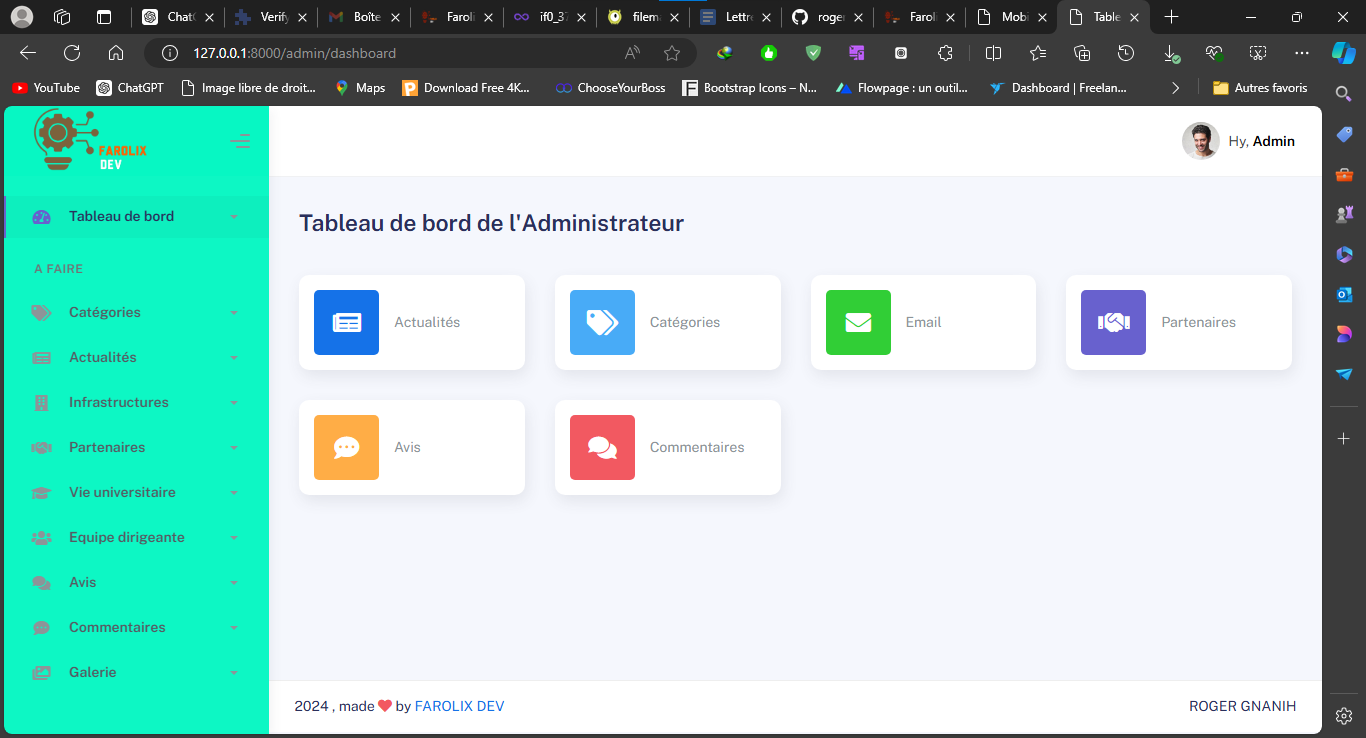 ChatG
Verify
Boîte
Faroli
if0_37
filema
Lettre
roger
Faroli
Mobi
Table
127.0.0.1:8000/admin/dashboard
YouTube
ChatGPT
Image libre de droit...
Maps
Download Free 4K...
ChooseYourBoss
Bootstrap Icons – N...
Flowpage : un outil...
Dashboard | Freelan...
Autres favoris
FAROLIX
DEV
Hy, Admin
Tableau de bord
A FAIRE
Catégories
Actualités
Infrastructures
Partenaires
Vie universitaire
Equipe dirigeante
Avis
Commentaires
Galerie
Tableau de bord de l'Administrateur
Actualités
Catégories
Email
Partenaires
Avis
Commentaires
2024 , made by FAROLIX DEV
ROGER GNANIH